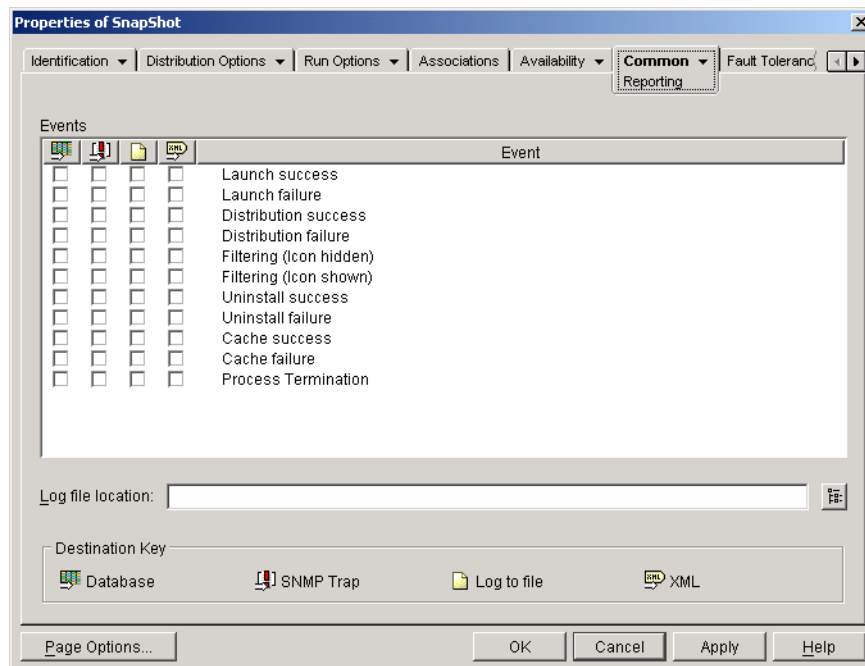 Properties of SnapShot
Identification
Distribution Options
Run Options
Associations
Availability
Common
Fault Toleranc
Reporting
Events
XML
Event
Launch success
Launch failure
Distribution success
Distribution failure
Filtering (Icon hidden)
Filtering (Icon shown)
Uninstall success
Uninstall failure
Cache success
Cache failure
Process Termination
Log file location:
Destination Key
Database
SNMP Trap
Log to file
XML
XML
Page Options...
OK
Cancel
Apply
Help